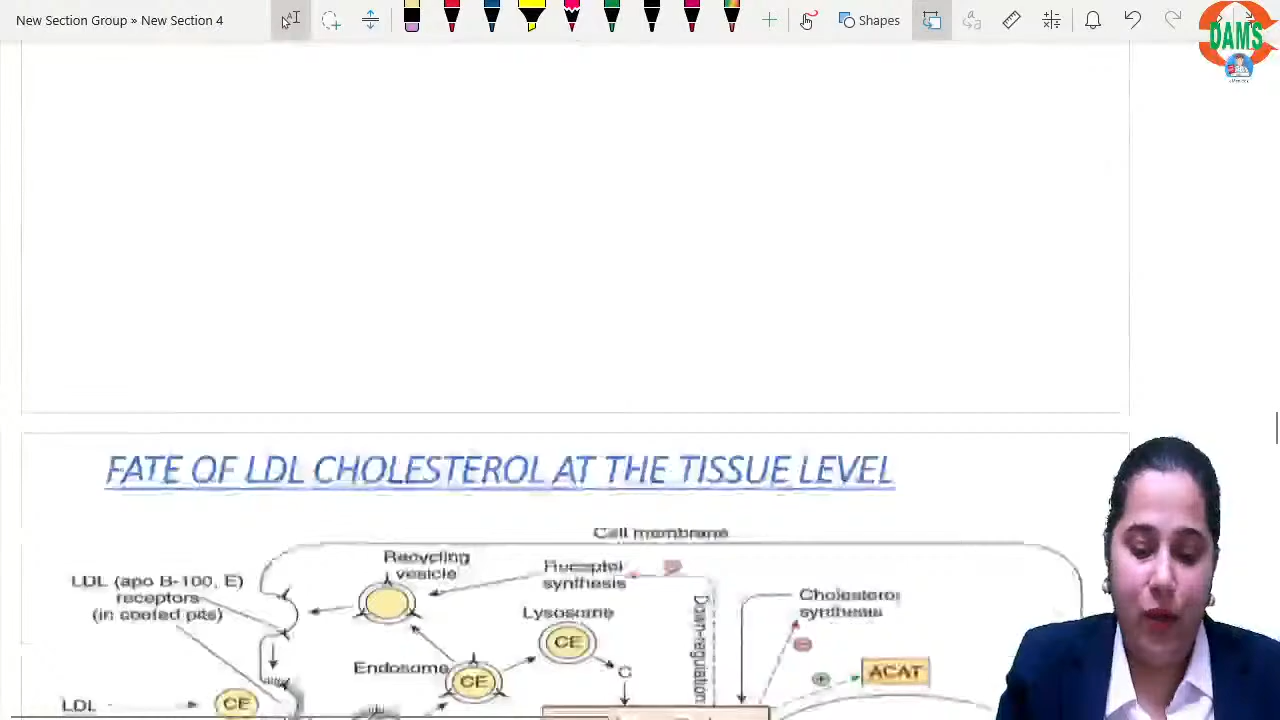 New Section Group » New Section 4
Shapes
DAMS
FATE OF LDL CHOLESTEROL AT THE TISSUE LEVEL
Cell membrane
Recycling
vesicle
Receptor
synthesis
LDL (apo B-100, E)
receptors
(in coated pits)
Lysosome
CE
Down-regulation
Cholesterol
synthesis
Endosome
CE
C
ACAT
LDL
CE